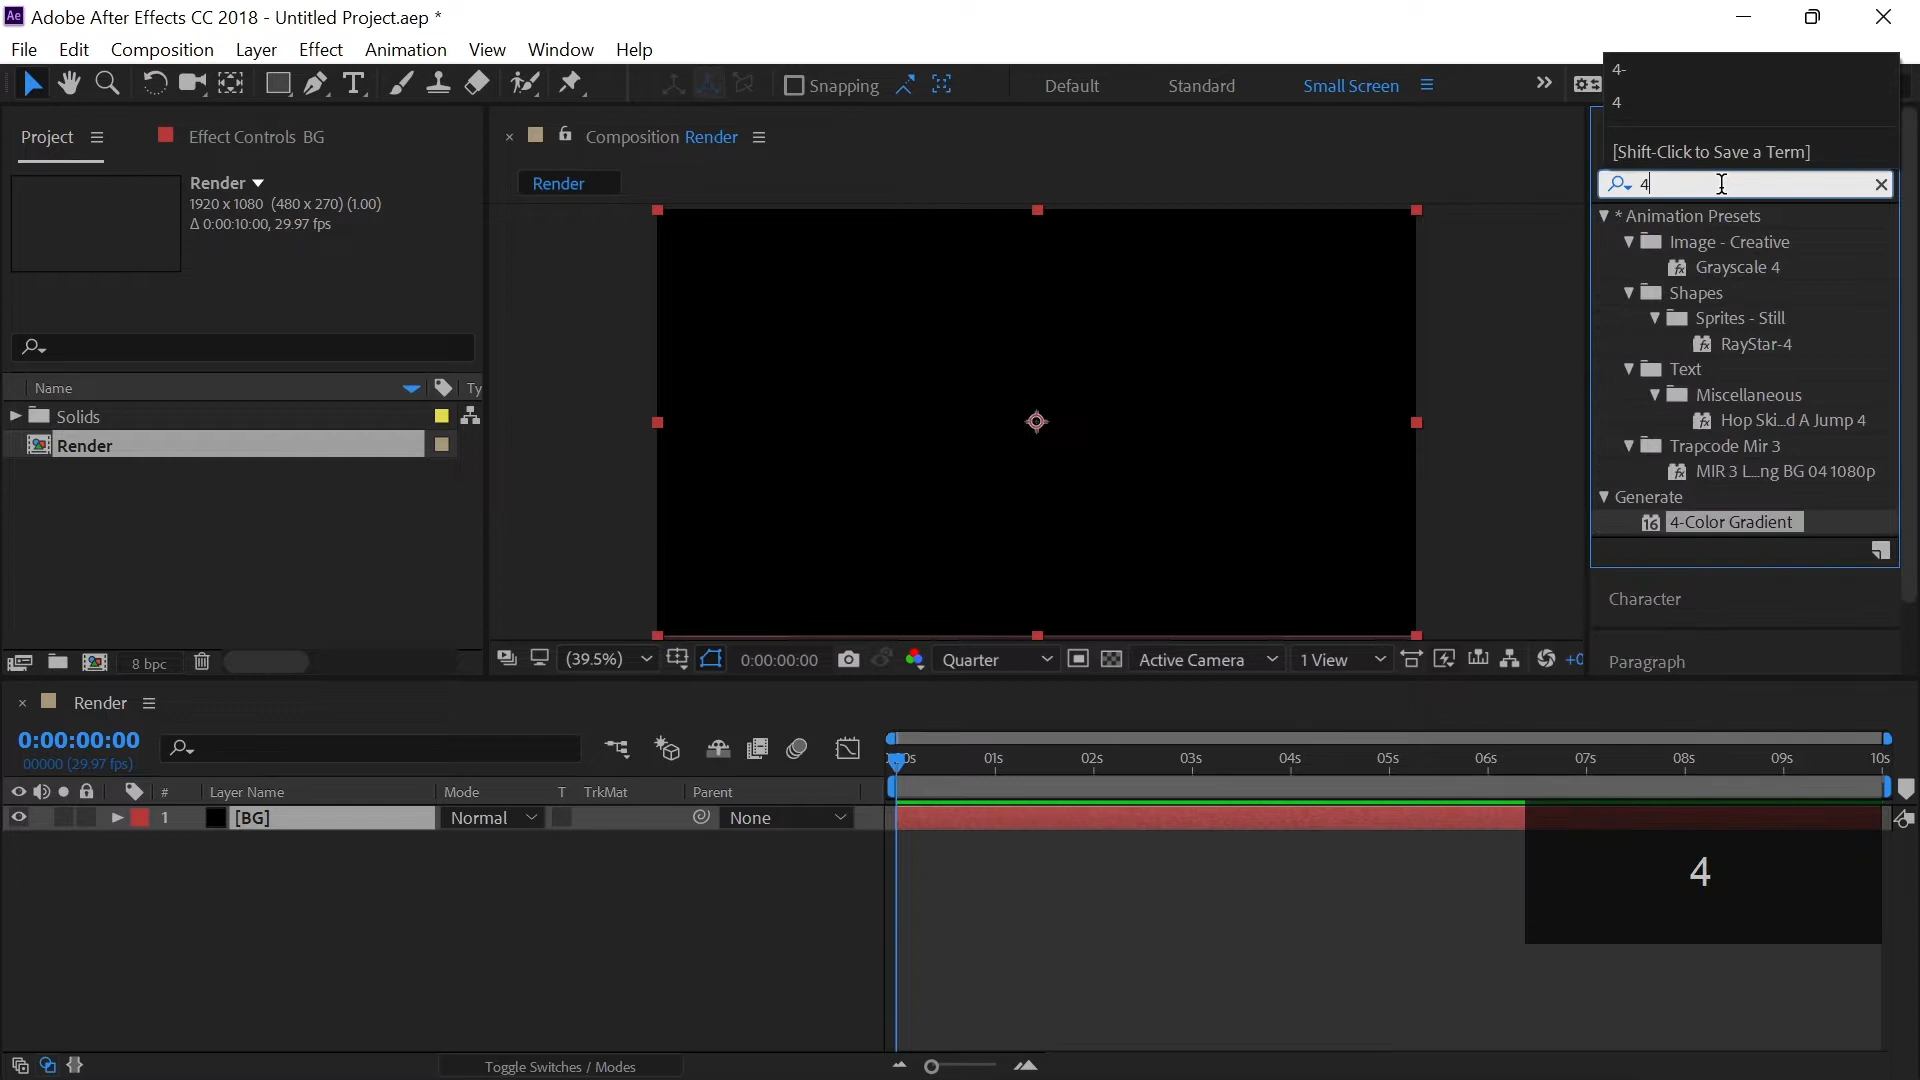 Ae Adobe After Effects CC 2018 - Untitled Project.aep *
File Edit Composition Layer Effect Animation View Window Help
T Snapping Default Standard Small Screen
Project Effect Controls BG
Composition Render
Render
Render
1920 x 1080 (480 x 270) (1.00)
Δ 0:00:10:00, 29.97 fps
Name Ty
Solids
Render
8 bpc
(39.5%) 0:00:00:00 Quarter Active Camera 1 View +0
4-
4
[Shift-Click to Save a Term]
4
* Animation Presets
Image - Creative
Grayscale 4
Shapes
Sprites - Still
RayStar-4
Text
Miscellaneous
Hop Ski...d A Jump 4
Trapcode Mir 3
MIR 3 L...ng BG 04 1080p
Generate
16 4-Color Gradient
Character
Paragraph
Render
0:00:00:00
00000 (29.97 fps)
# Layer Name Mode T TrkMat Parent
1 [BG] Normal None
0s 01s 02s 03s 04s 05s 06s 07s 08s 09s 10s
4
Toggle Switches / Modes